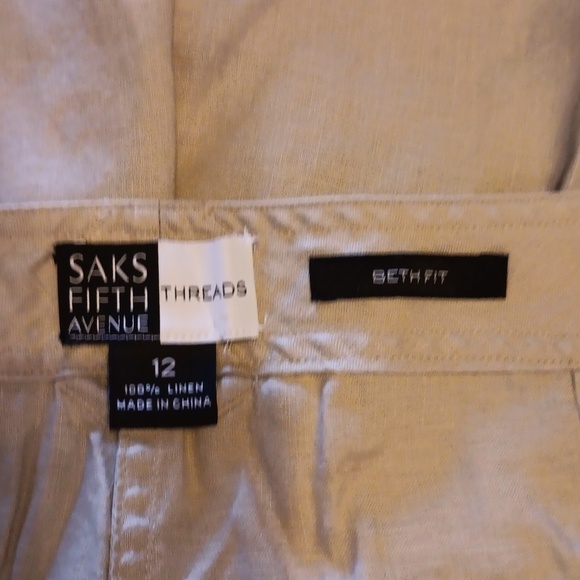 SAKS
FIFTH
AVENUE
THREADS
BETH FIT
12
100% LINEN
MADE IN CHINA